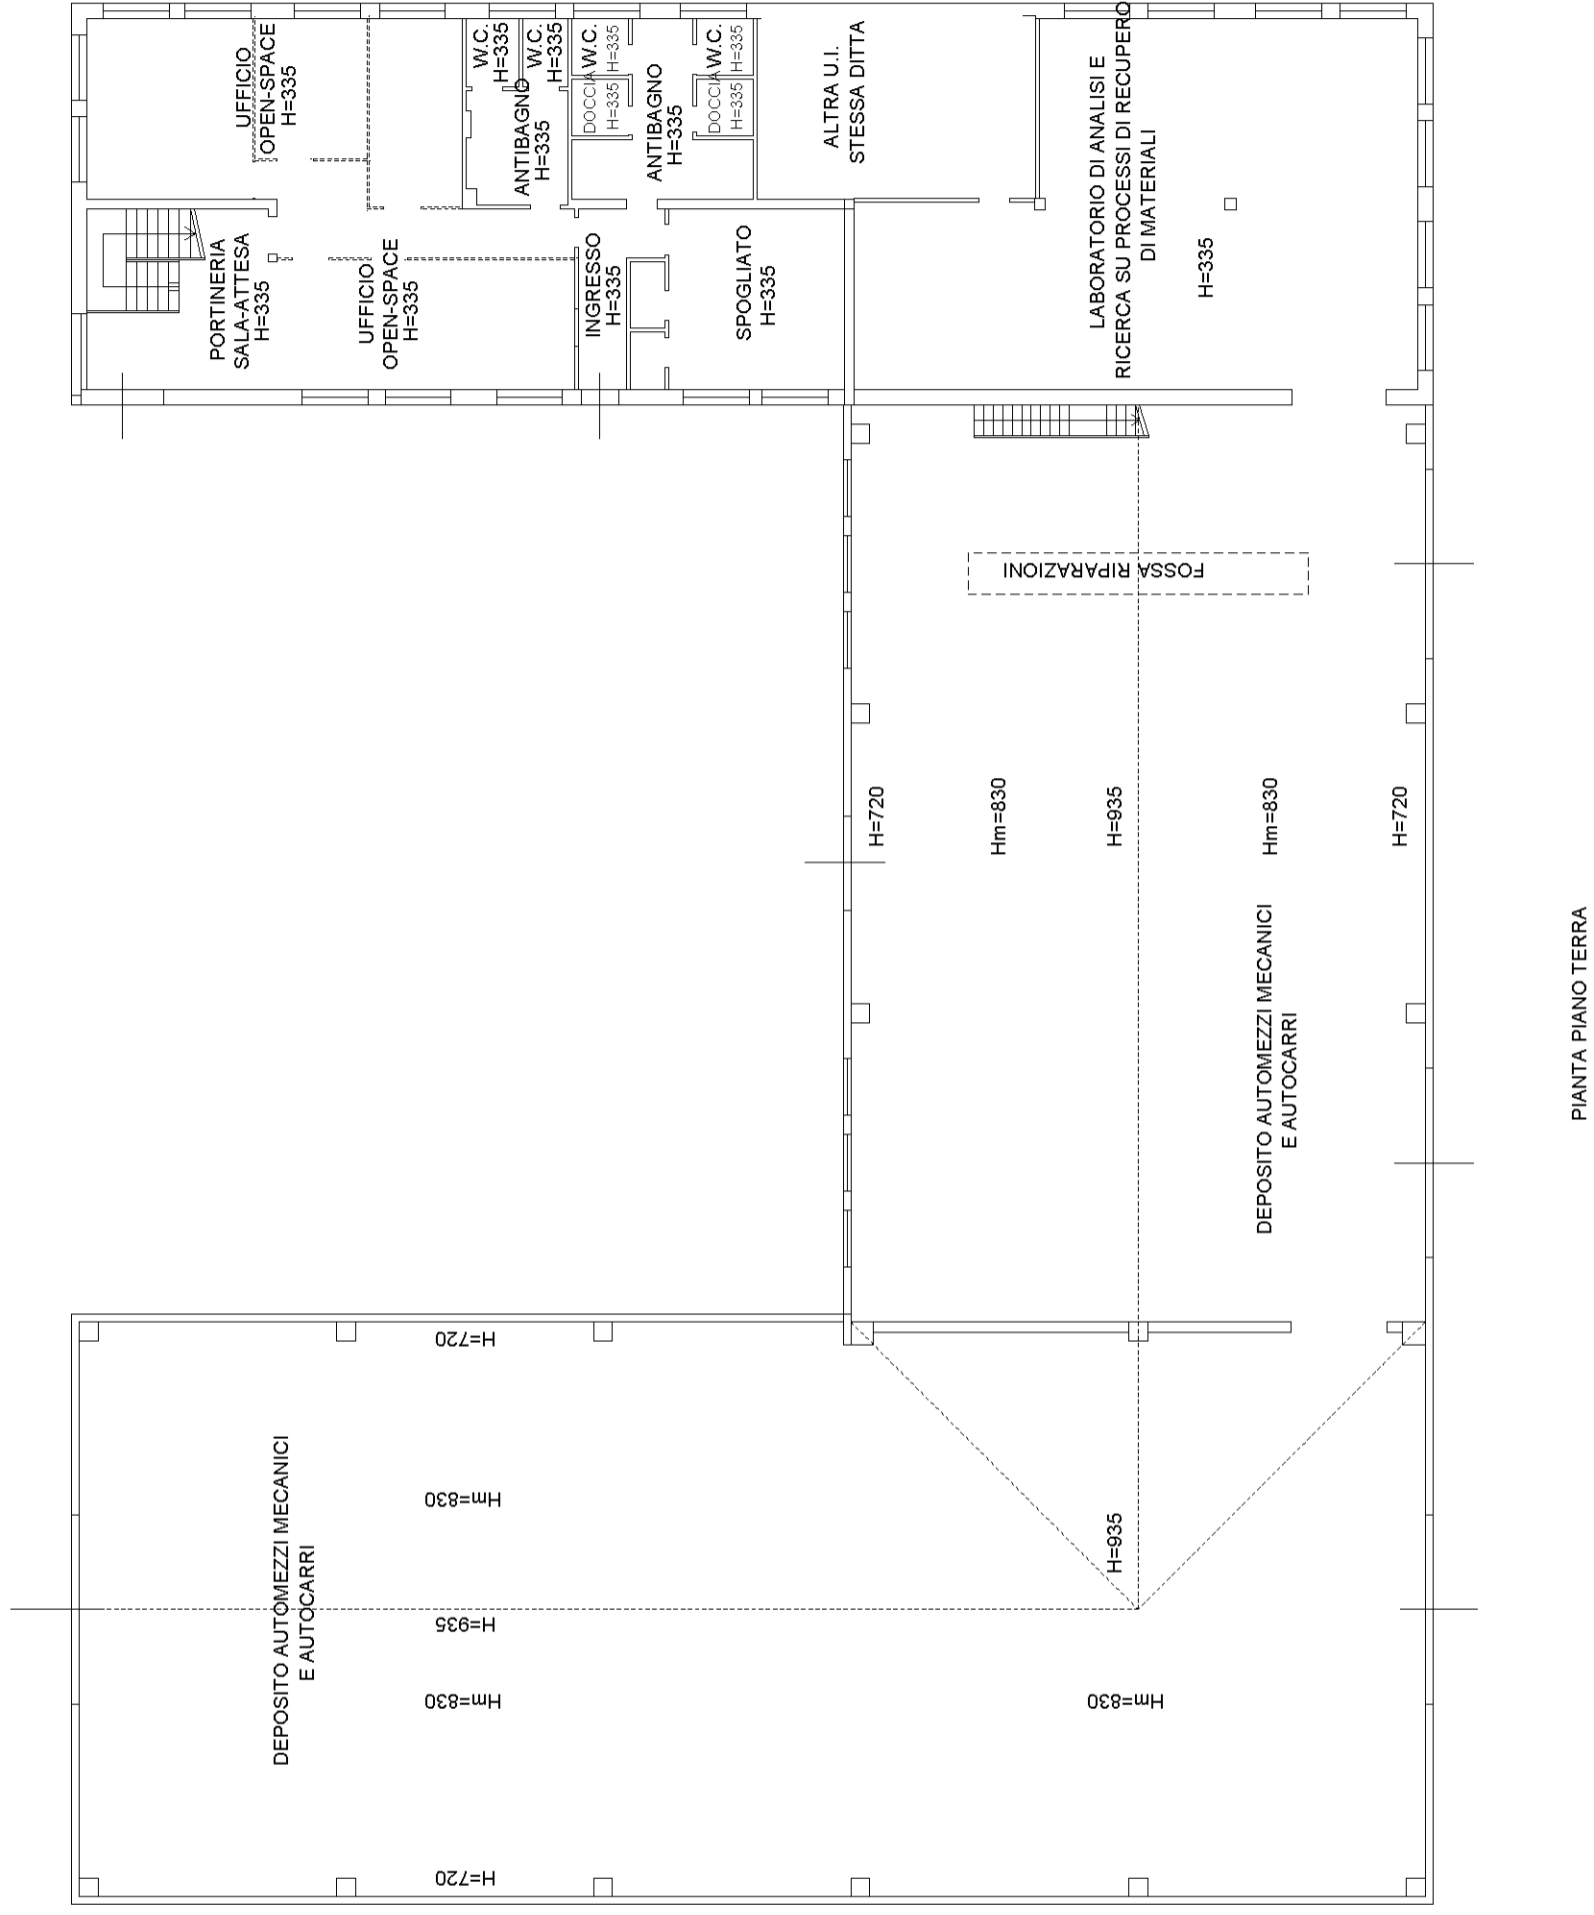 UFFICIO
OPEN-SPACE
H=335
W.C.
H=335
W.C.
H=335
ANTIBAGNO
H=335
W.C.
H=335
DOCCIA
H=335
ANTIBAGNO
H=335
W.C.
H=335
DOCCIA
H=335
ALTRA U.I.
STESSA DITTA
LABORATORIO DI ANALISI E
RICERCA SU PROCESSI DI RECUPERO
DI MATERIALI
H=335
PORTINERIA
SALA-ATTESA
H=335
UFFICIO
OPEN-SPACE
H=335
INGRESSO
H=335
SPOGLIATO
H=335
FOSSA RIPARAZIONI
H=720
Hm=830
H=935
Hm=830
H=720
DEPOSITO AUTOMEZZI MECANICI
E AUTOCARRI
H=720
Hm=830
H=935
DEPOSITO AUTOMEZZI MECANICI
E AUTOCARRI
H=935
Hm=830
Hm=830
H=720
PIANTA PIANO TERRA